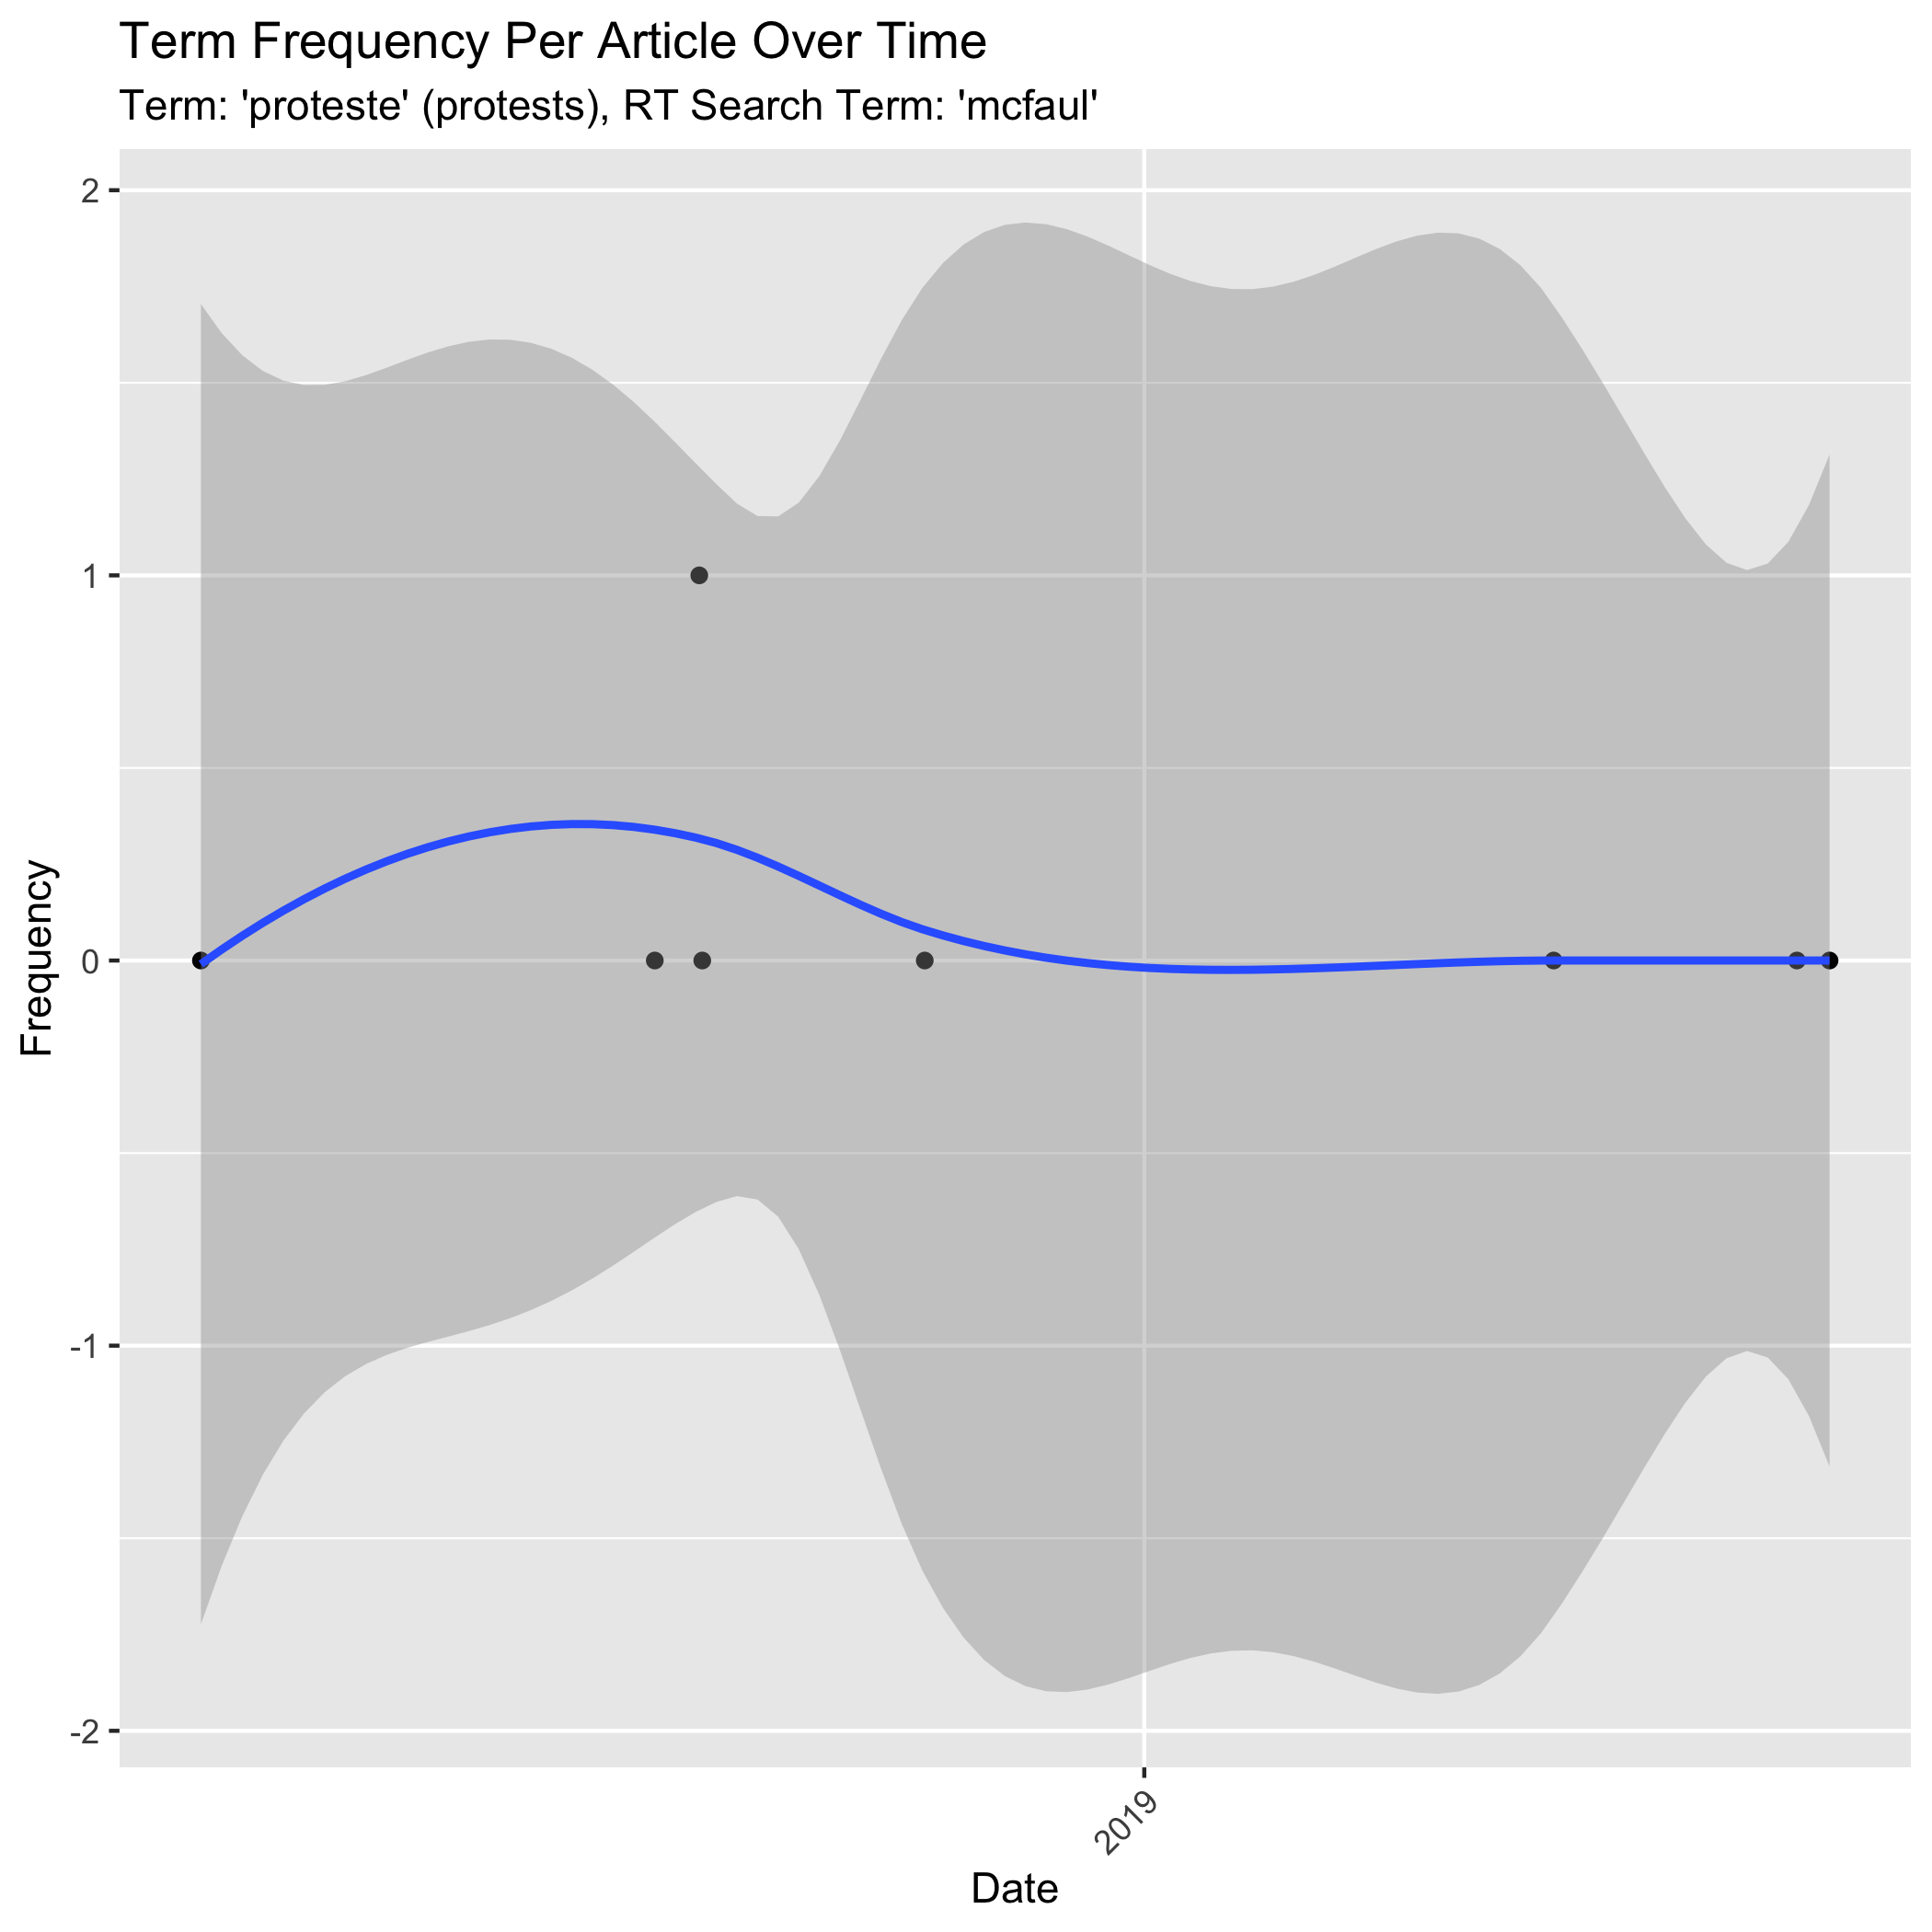 Term Frequency Per Article Over Time
Term: 'proteste' (protests), RT Search Term: 'mcfaul'
Frequency
2
1
0
-1
-2
2019
Date